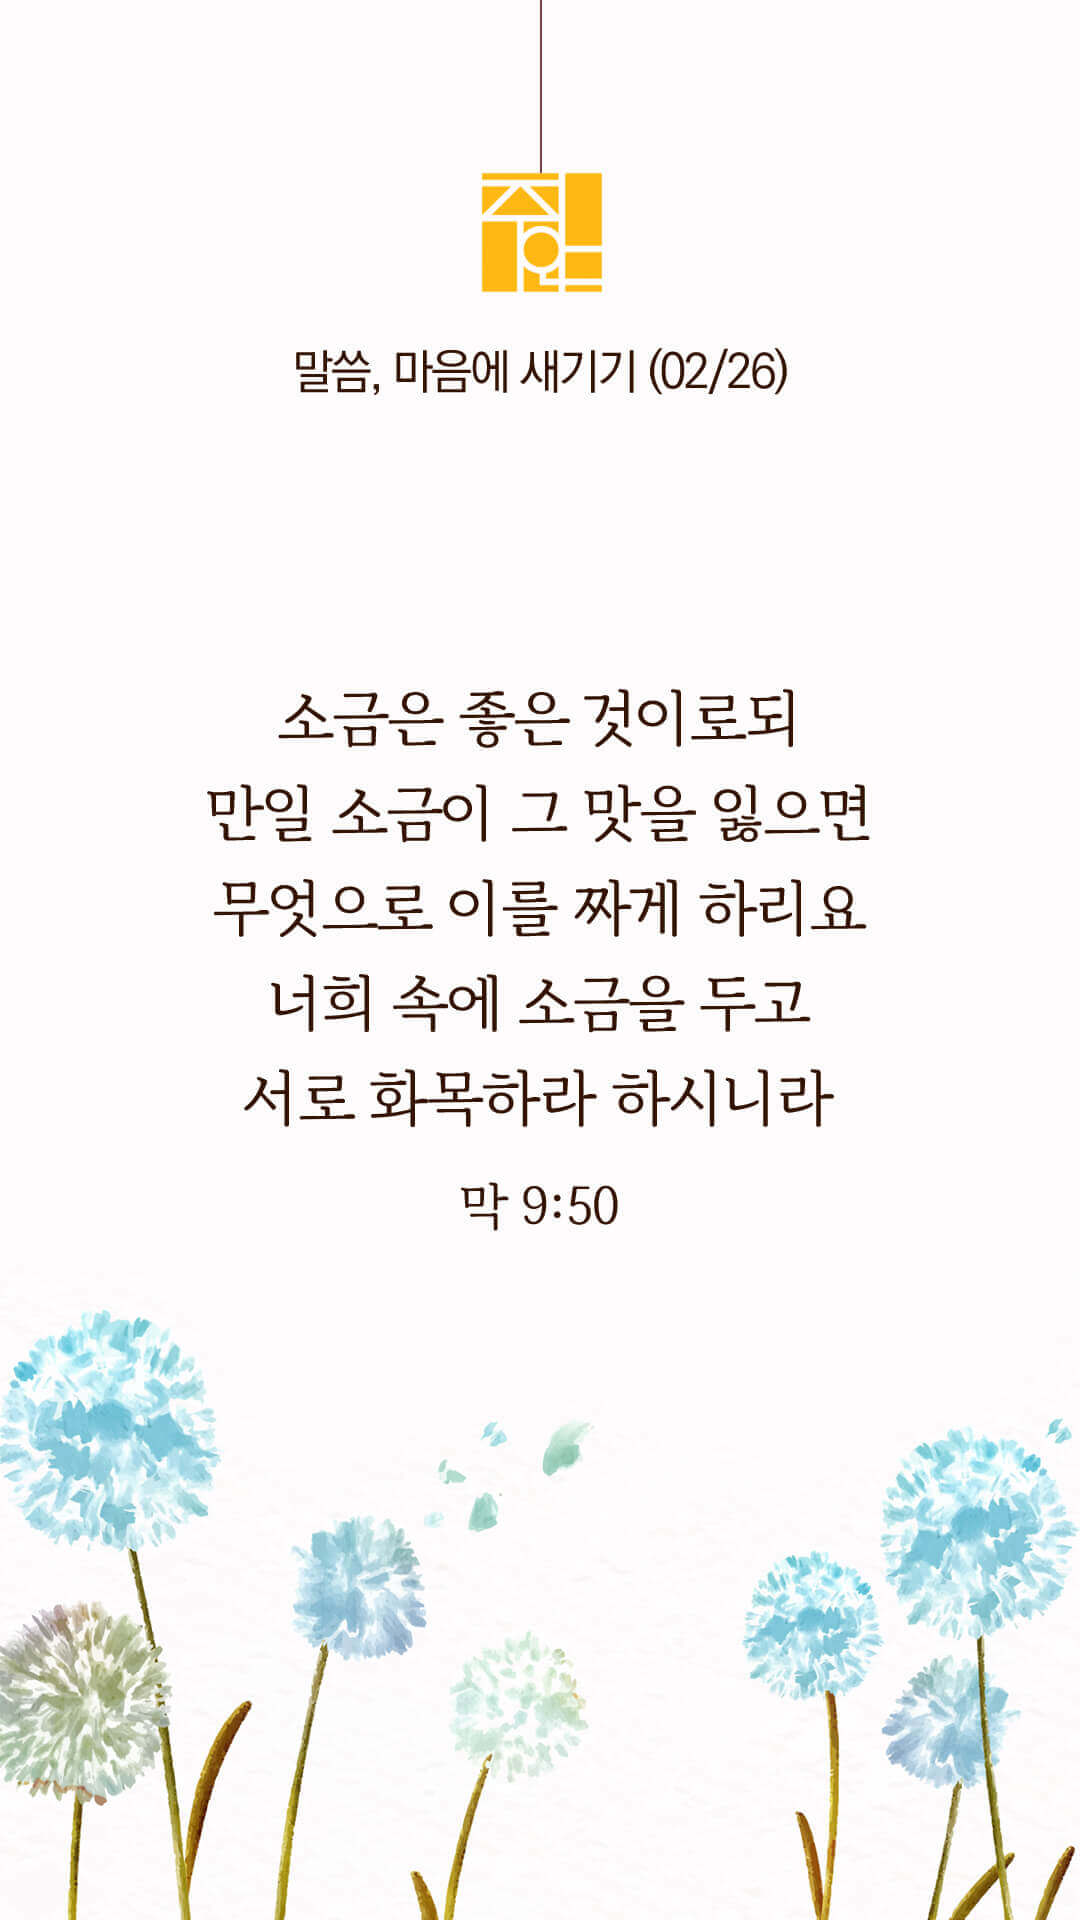 말씀, 마음에 새기기 (02/26)
소금은 좋은 것이로되
만일 소금이 그 맛을 잃으면
무엇으로 이를 짜게 하리요
너희 속에 소금을 두고
서로 화목하라 하시니라
막 9:50